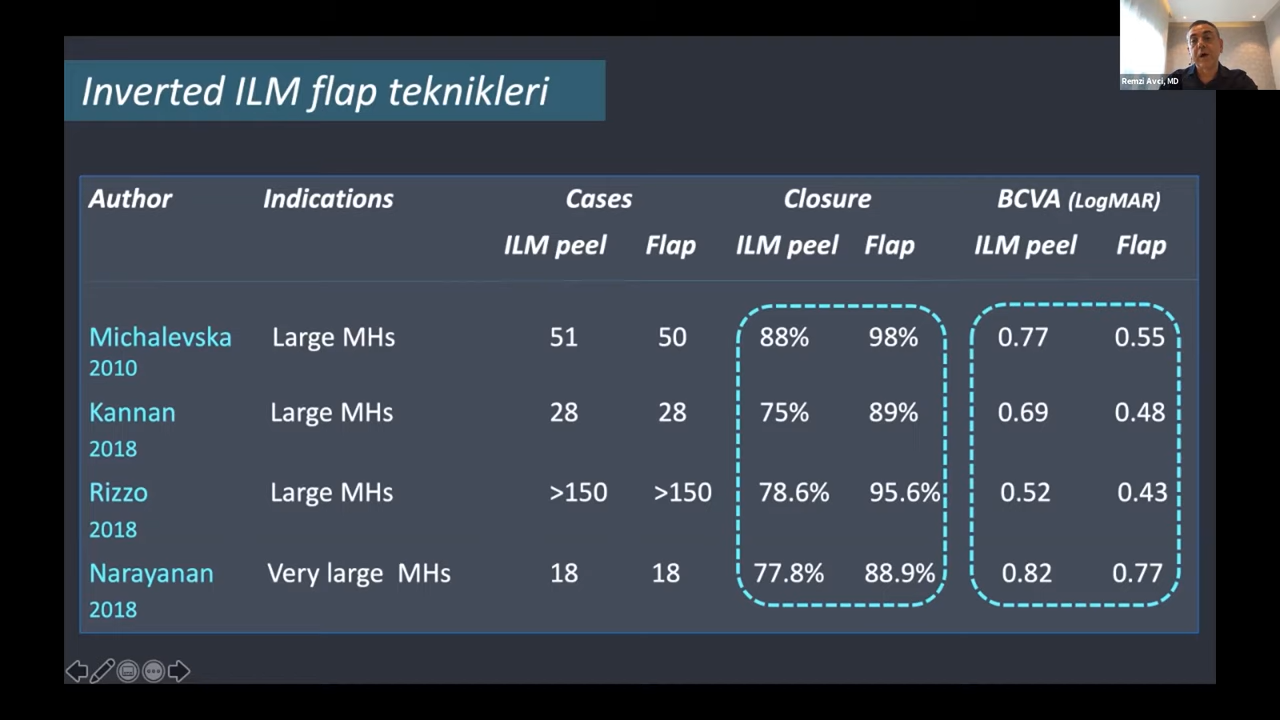 Remzi Avci, MD
Inverted ILM flap teknikleri
Author Indications Cases Closure BCVA (LogMAR)
ILM peel Flap ILM peel Flap ILM peel Flap
Michalevska Large MHs 51 50 88% 98% 0.77 0.55
2010
Kannan Large MHs 28 28 75% 89% 0.69 0.48
2018
Rizzo Large MHs >150 >150 78.6% 95.6% 0.52 0.43
2018
Narayanan Very large MHs 18 18 77.8% 88.9% 0.82 0.77
2018